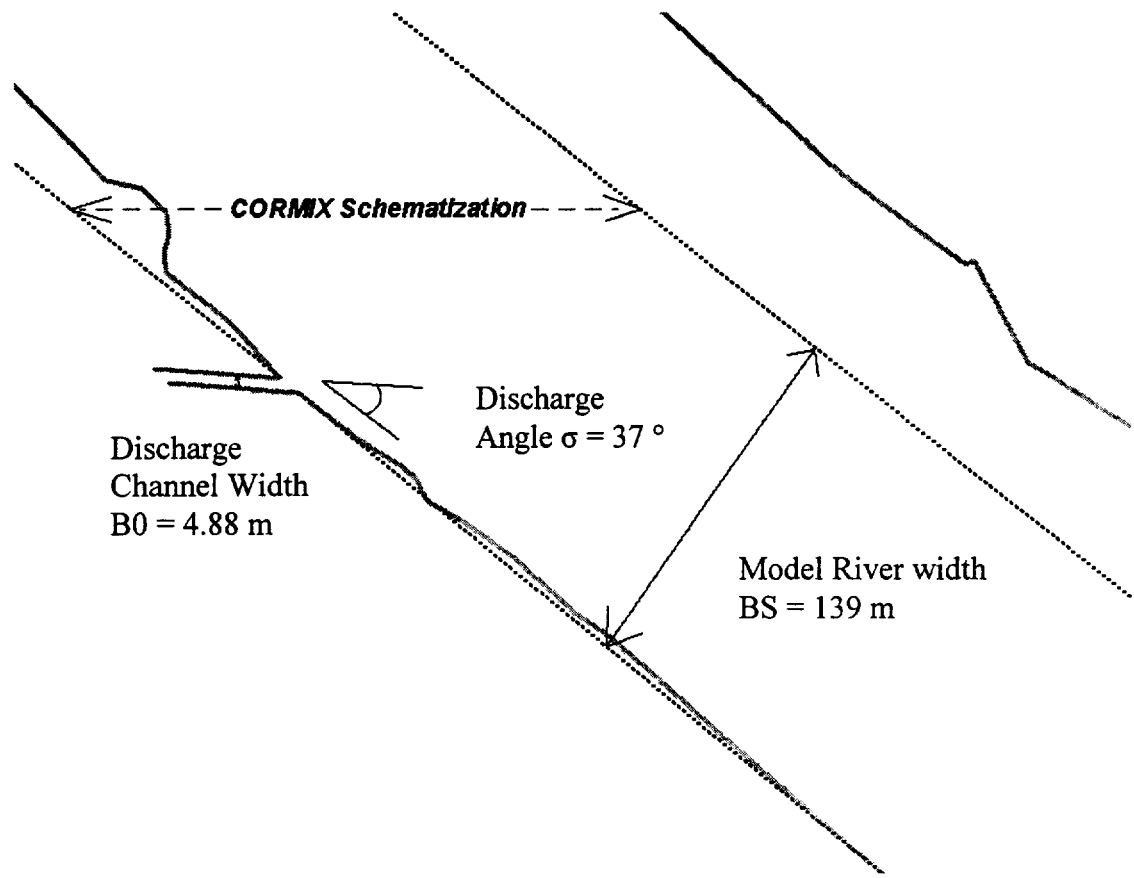 CORMIX Schematization
Discharge
Angle σ = 37 °
Discharge
Channel Width
B0 = 4.88 m
Model River width
BS = 139 m